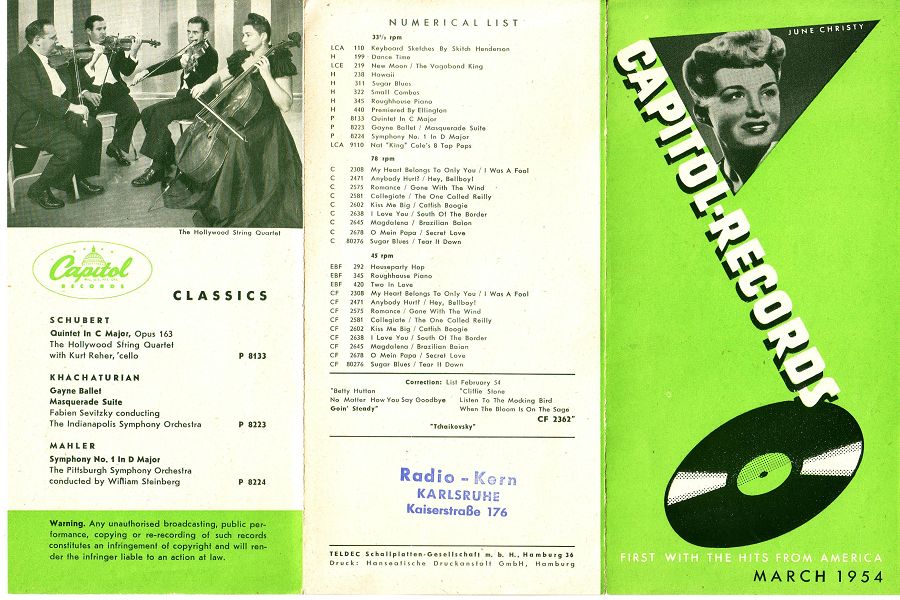 The Hollywood String Quartet
Capitol
RECORDS
CLASSICS
SCHUBERT
Quintet In C Major, Opus 163
The Hollywood String Quartet
with Kurt Reher, 'cello P 8133
KHACHATURIAN
Gayne Ballet
Masquerade Suite
Fabien Sevitzky conducting
The Indianapolis Symphony Orchestra P 8223
MAHLER
Symphony No. 1 In D Major
The Pittsburgh Symphony Orchestra
conducted by William Steinberg P 8224
Warning. Any unauthorised broadcasting, public per-
formance, copying or re-recording of such records
constitutes an infringement of copyright and will ren-
der the infringer liable to an action at law.
NUMERICAL LIST
33⅓ rpm
LCA 110 Keyboard Sketches By Skitch Henderson
H 199 Dance Time
LCE 219 New Moon / The Vagabond King
H 238 Hawaii
H 311 Sugar Blues
H 322 Small Combos
H 345 Roughhouse Piano
H 440 Premiered By Ellington
P 8133 Quintet In C Major
P 8223 Gayne Ballet / Masquerade Suite
P 8224 Symphony No. 1 In D Major
LCA 9110 Nat "King" Cole's 8 Top Pops
78 rpm
C 2308 My Heart Belongs To Only You / I Was A Fool
C 2471 Anybody Hurt? / Hey, Bellboy!
C 2575 Romance / Gone With The Wind
C 2581 Collegiate / The One Called Reilly
C 2602 Kiss Me Big / Catfish Boogie
C 2638 I Love You / South Of The Border
C 2645 Magdalena / Brazilian Baion
C 2678 O Mein Papa / Secret Love
C 80276 Sugar Blues / Tear It Down
45 rpm
EBF 292 Houseparty Hop
EBF 345 Roughhouse Piano
EBF 420 Two in Love
CF 2308 My Heart Belongs To Only You / I Was A Fool
CF 2471 Anybody Hurt? / Hey, Bellboy!
CF 2575 Romance / Gone With The Wind
CF 2581 Collegiate / The One Called Reilly
CF 2602 Kiss Me Big / Catfish Boogie
CF 2638 I Love You / South Of The Border
CF 2645 Magdalena / Brazilian Baion
CF 2678 O Mein Papa / Secret Love
CF 80276 Sugar Blues / Tear It Down
Correction: List February 54
"Betty Hutton
No Matter How You Say Goodbye
Goin' Steady"
"Cliffie Stone
Listen To The Mocking Bird
When The Bloom Is On The Sage
CF 2362"
"Tchaikovsky"
Radio - Kern
KARLSRUHE
Kaiserstraße 176
TELDEC Schallplatten-Gesellschaft m. b. H., Hamburg 36
Druck: Hanseatische Druckanstalt GmbH, Hamburg
JUNE CHRISTY
CAPITOL-RECORDS
FIRST WITH THE HITS FROM AMERICA
MARCH 1954